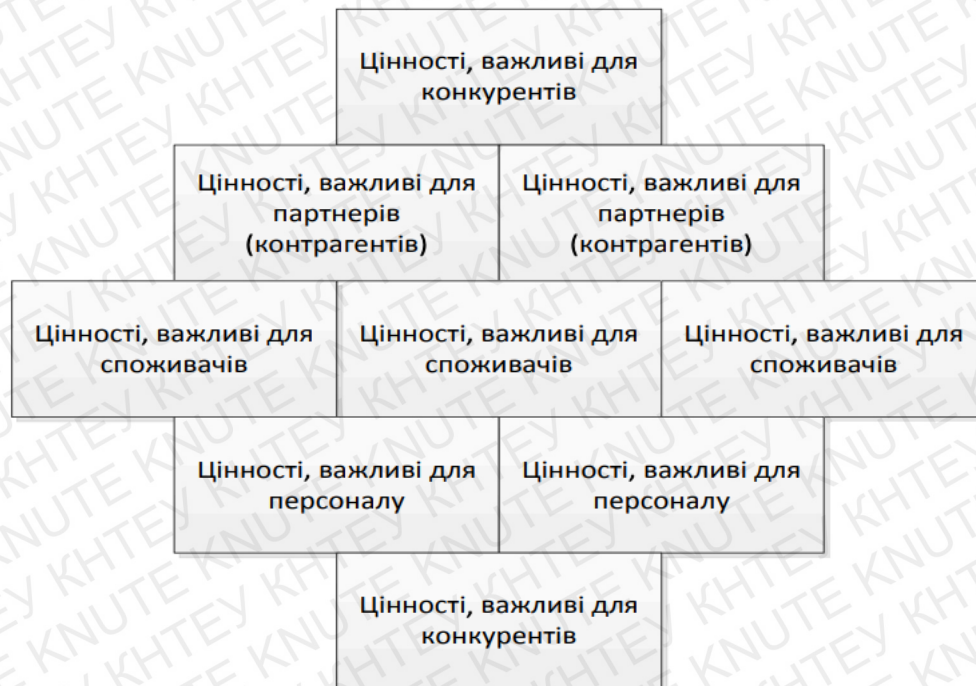 Цінності, важливі для
конкурентів
Цінності, важливі для
партнерів
(контрагентів)
Цінності, важливі для
партнерів
(контрагентів)
Цінності, важливі для
споживачів
Цінності, важливі для
споживачів
Цінності, важливі для
споживачів
Цінності, важливі для
персоналу
Цінності, важливі для
персоналу
Цінності, важливі для
конкурентів